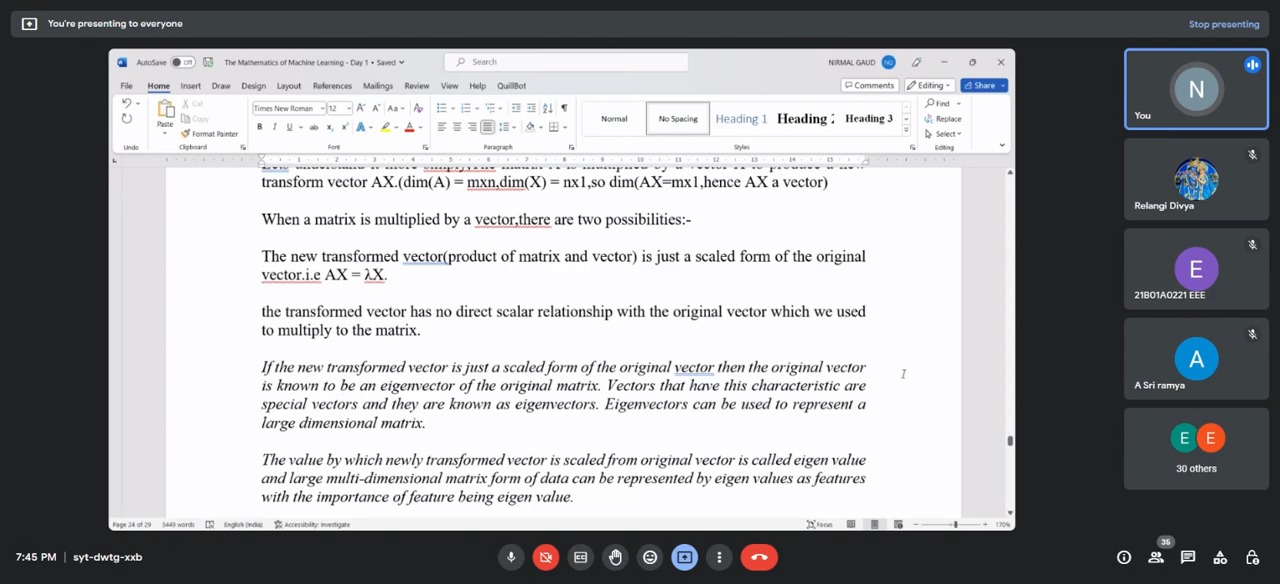 You're presenting to everyone
Stop presenting
AutoSave Off
The Mathematics of Machine Learning - Day 1 • Saved
Search
NIRMAL GAUD
NG
File Home Insert Draw Design Layout References Mailings Review View Help QuillBot
Comments Editing Share
Cut
Copy
Paste
Format Painter
Times New Roman 12
Normal
No Spacing
Heading 1
Heading 2
Heading 3
Find
Replace
Select
Undo Clipboard Font Paragraph Styles Editing
transform vector AX.(dim(A) = mxn,dim(X) = nx1,so dim(AX=mx1,hence AX a vector)
When a matrix is multiplied by a vector,there are two possibilities:-
The new transformed vector(product of matrix and vector) is just a scaled form of the original
vector.i.e AX = λX.
the transformed vector has no direct scalar relationship with the original vector which we used
to multiply to the matrix.
If the new transformed vector is just a scaled form of the original vector then the original vector
is known to be an eigenvector of the original matrix. Vectors that have this characteristic are
special vectors and they are known as eigenvectors. Eigenvectors can be used to represent a
large dimensional matrix.
The value by which newly transformed vector is scaled from original vector is called eigen value
and large multi-dimensional matrix form of data can be represented by eigen values as features
with the importance of feature being eigen value.
Page 24 of 29 5449 words English (India) Accessibility: Investigate
Focus
170%
N
You
Relangi Divya
E
21B01A0221 EEE
A
A Sri ramya
E E
30 others
7:45 PM | syt-dwtg-xxb
35